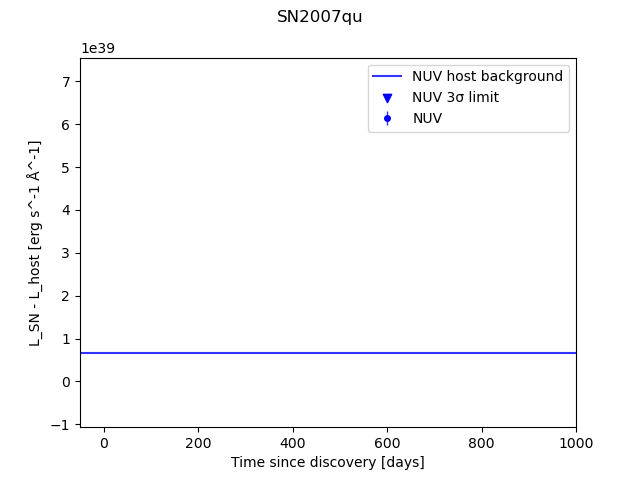 SN2007qu
1e39
NUV host background
NUV 3σ limit
NUV
7
6
5
4
3
2
1
0
−1
L_SN - L_host [erg s^-1 Å^-1]
0 200 400 600 800 1000
Time since discovery [days]